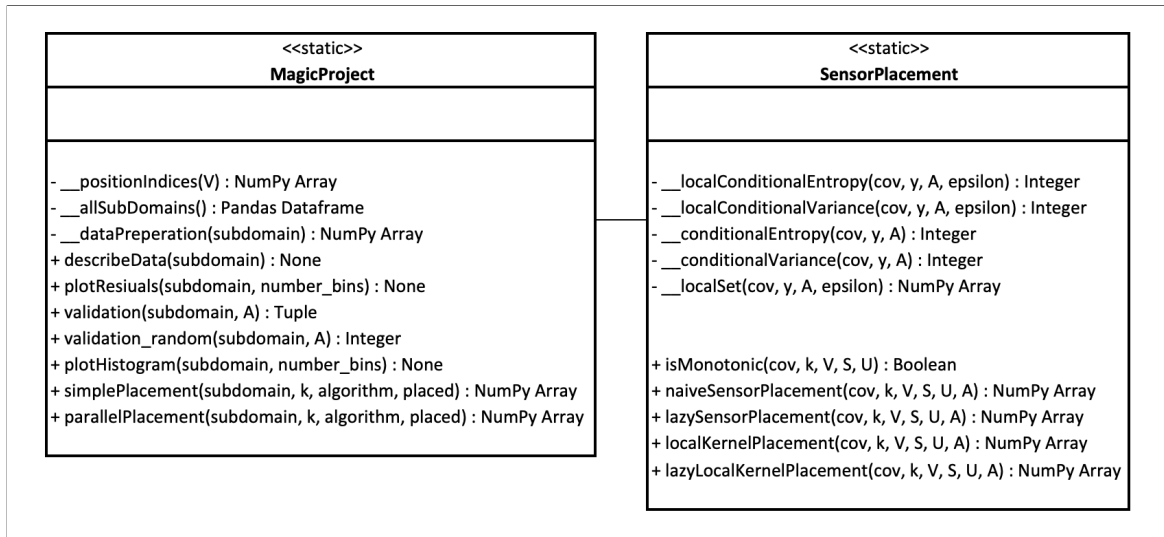 <<static>>
MagicProject
- __positionIndices(V) : NumPy Array
- __allSubDomains() : Pandas Dataframe
- __dataPreperation(subdomain) : NumPy Array
+ describeData(subdomain) : None
+ plotResiuals(subdomain, number_bins) : None
+ validation(subdomain, A) : Tuple
+ validation_random(subdomain, A) : Integer
+ plotHistogram(subdomain, number_bins) : None
+ simplePlacement(subdomain, k, algorithm, placed) : NumPy Array
+ parallelPlacement(subdomain, k, algorithm, placed) : NumPy Array
<<static>>
SensorPlacement
- __localConditionalEntropy(cov, y, A, epsilon) : Integer
- __localConditionalVariance(cov, y, A, epsilon) : Integer
- __conditionalEntropy(cov, y, A) : Integer
- __conditionalVariance(cov, y, A) : Integer
- __localSet(cov, y, A, epsilon) : NumPy Array
+ isMonotonic(cov, k, V, S, U) : Boolean
+ naiveSensorPlacement(cov, k, V, S, U, A) : NumPy Array
+ lazySensorPlacement(cov, k, V, S, U, A) : NumPy Array
+ localKernelPlacement(cov, k, V, S, U, A) : NumPy Array
+ lazyLocalKernelPlacement(cov, k, V, S, U, A) : NumPy Array